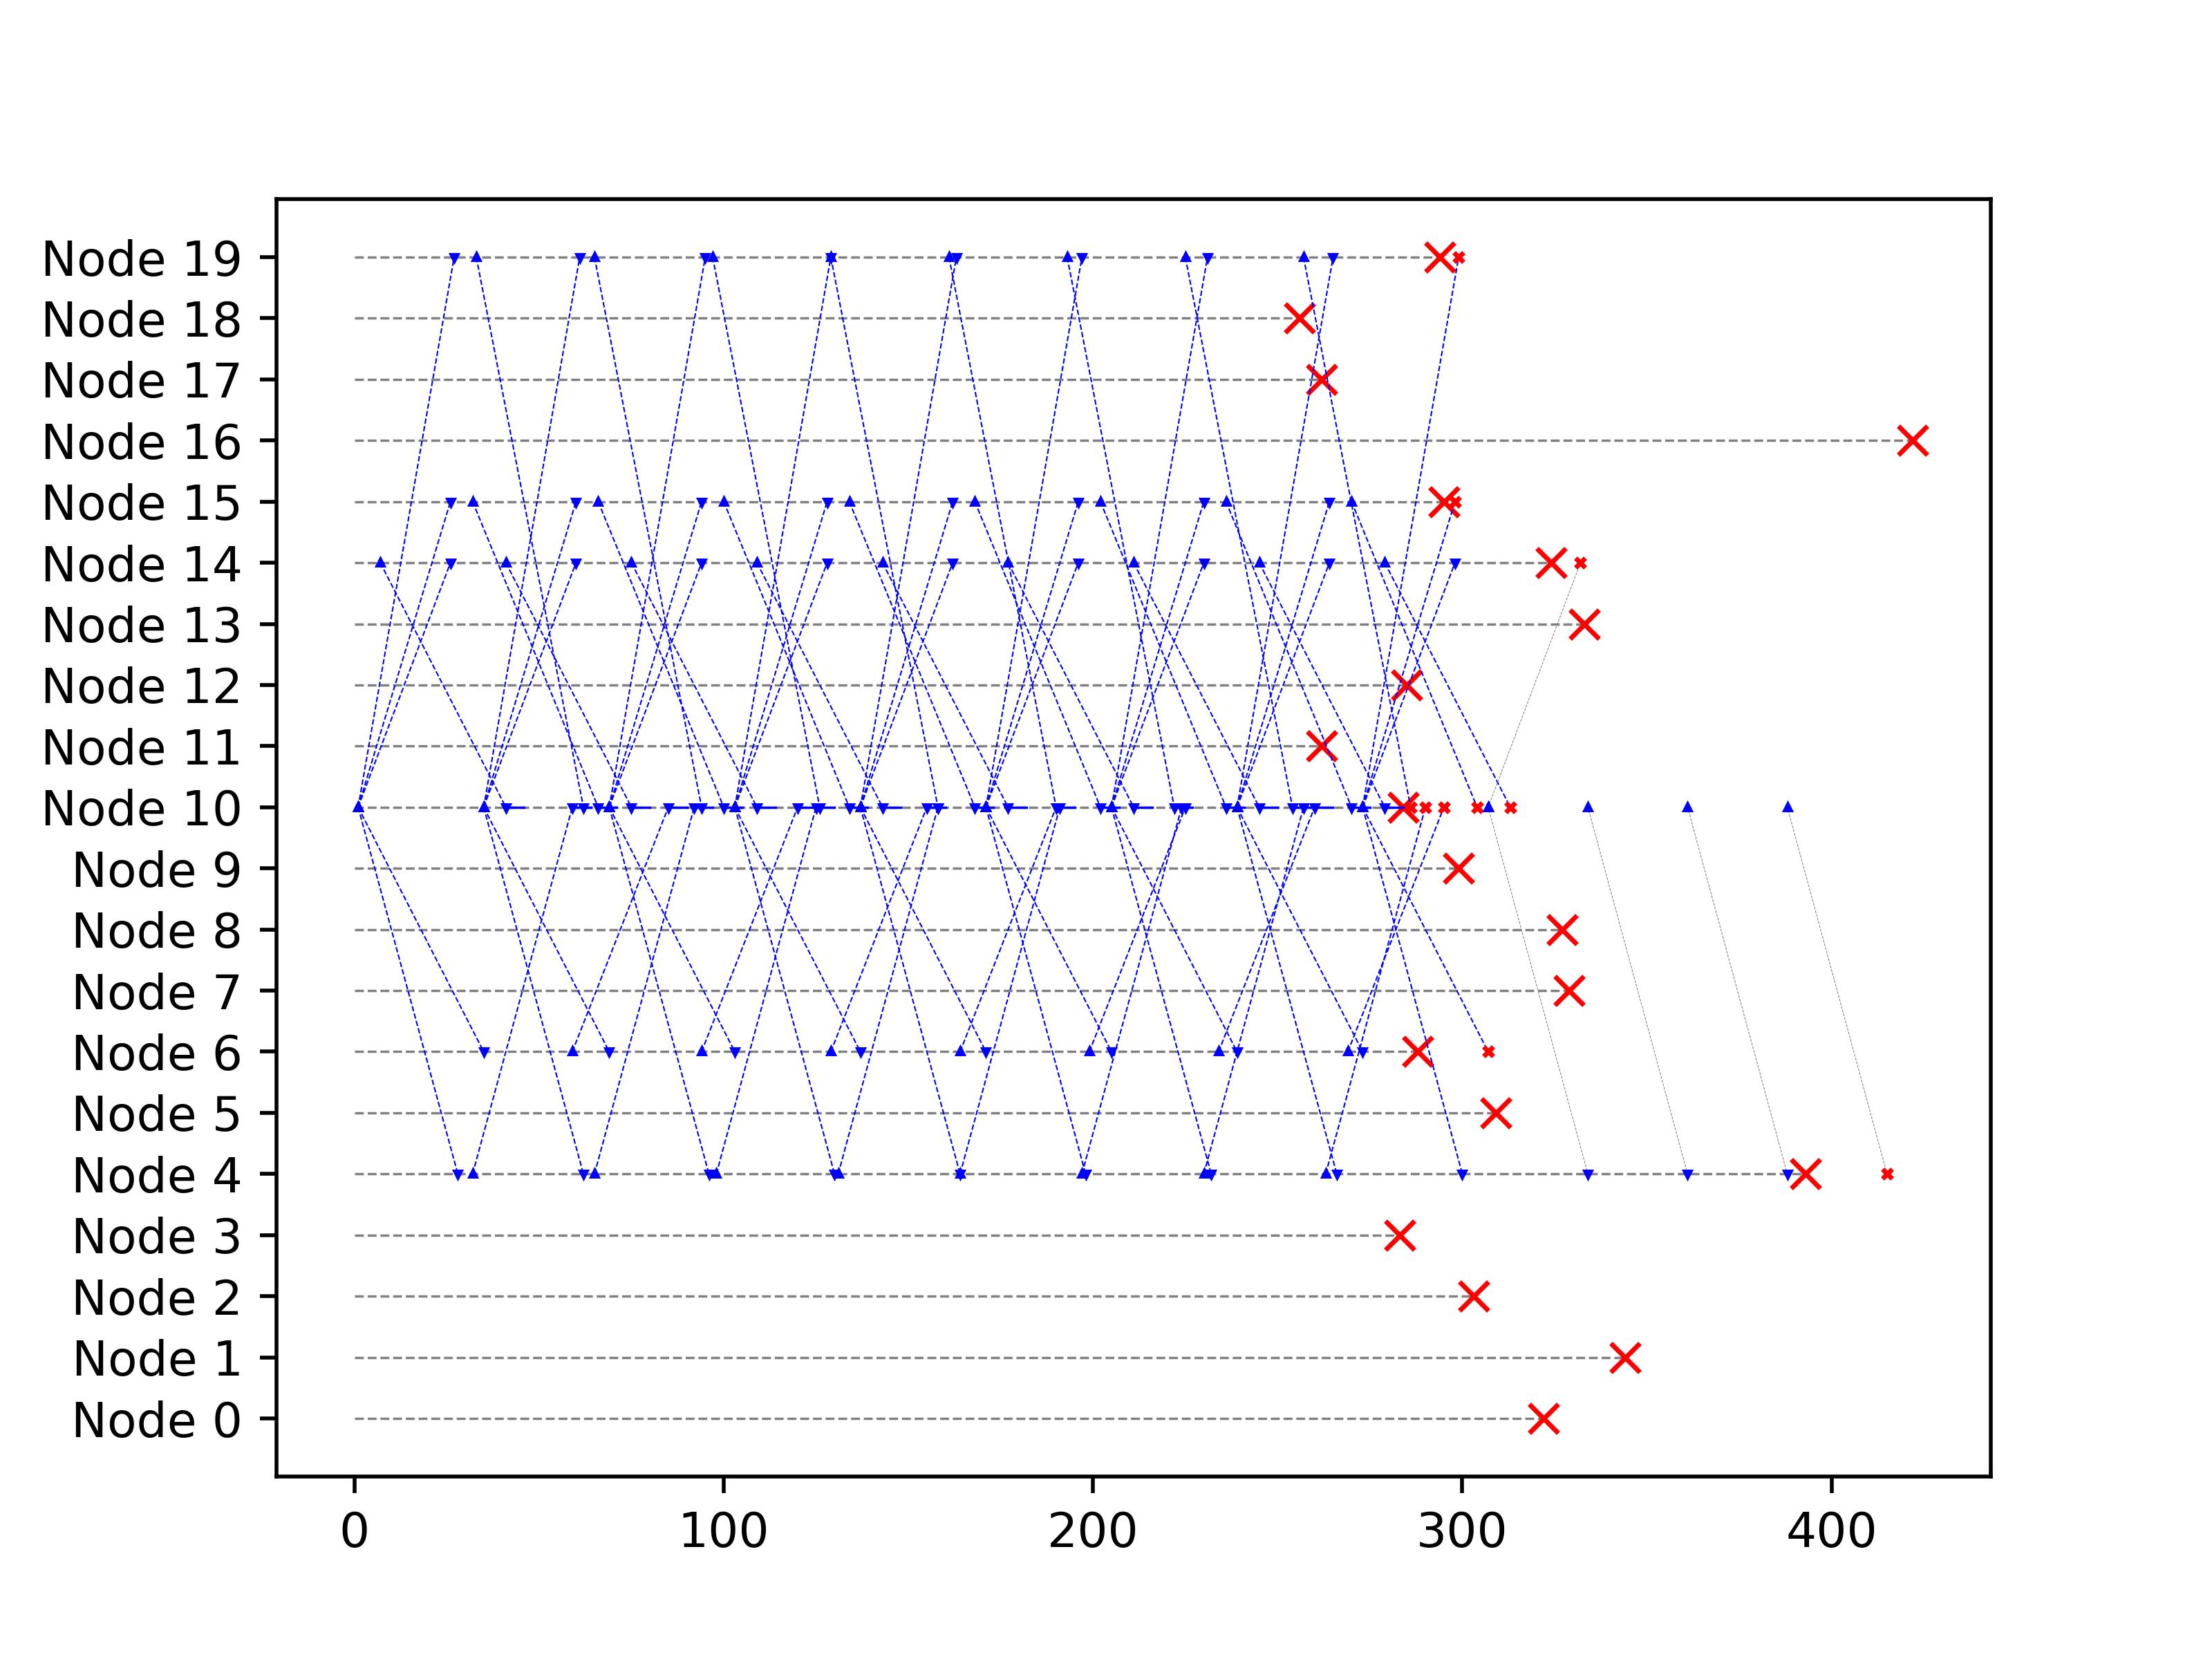 Node 19
Node 18
Node 17
Node 16
Node 15
Node 14
Node 13
Node 12
Node 11
Node 10
Node 9
Node 8
Node 7
Node 6
Node 5
Node 4
Node 3
Node 2
Node 1
Node 0
0 100 200 300 400